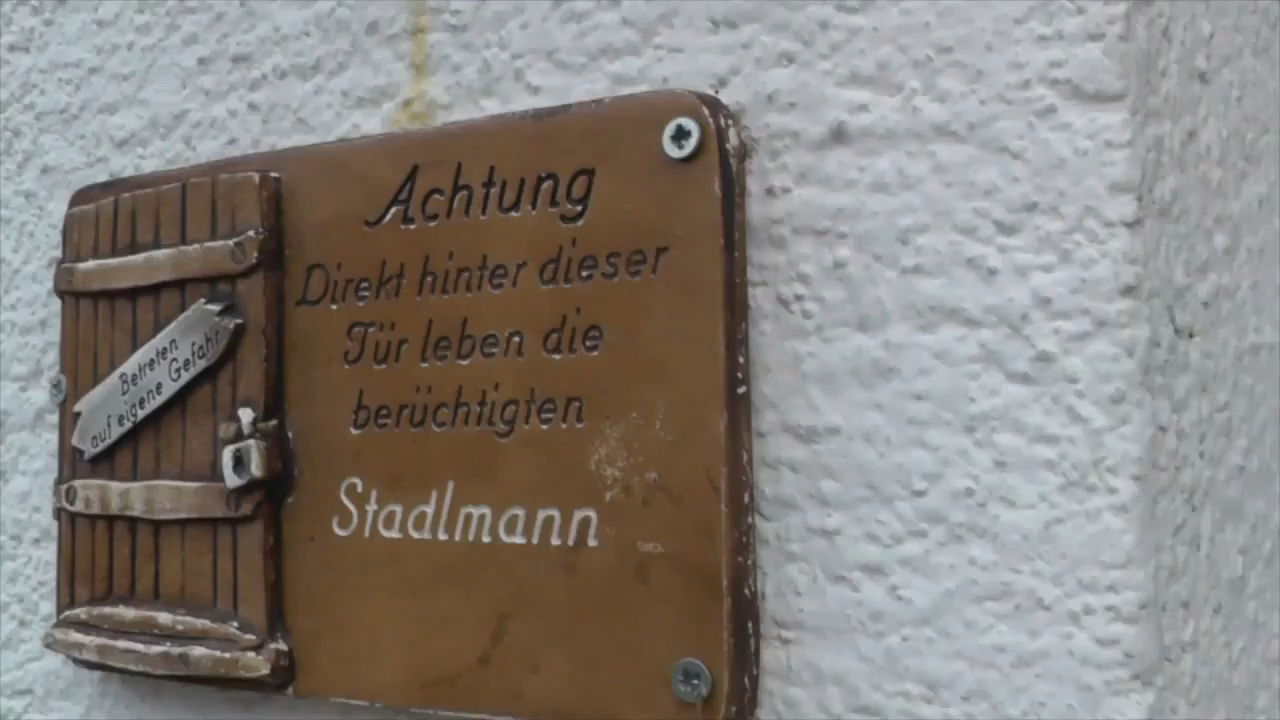 Achtung
Direkt hinter dieser
Tür leben die
berüchtigten
Stadlmann
Betreten
auf eigene Gefahr